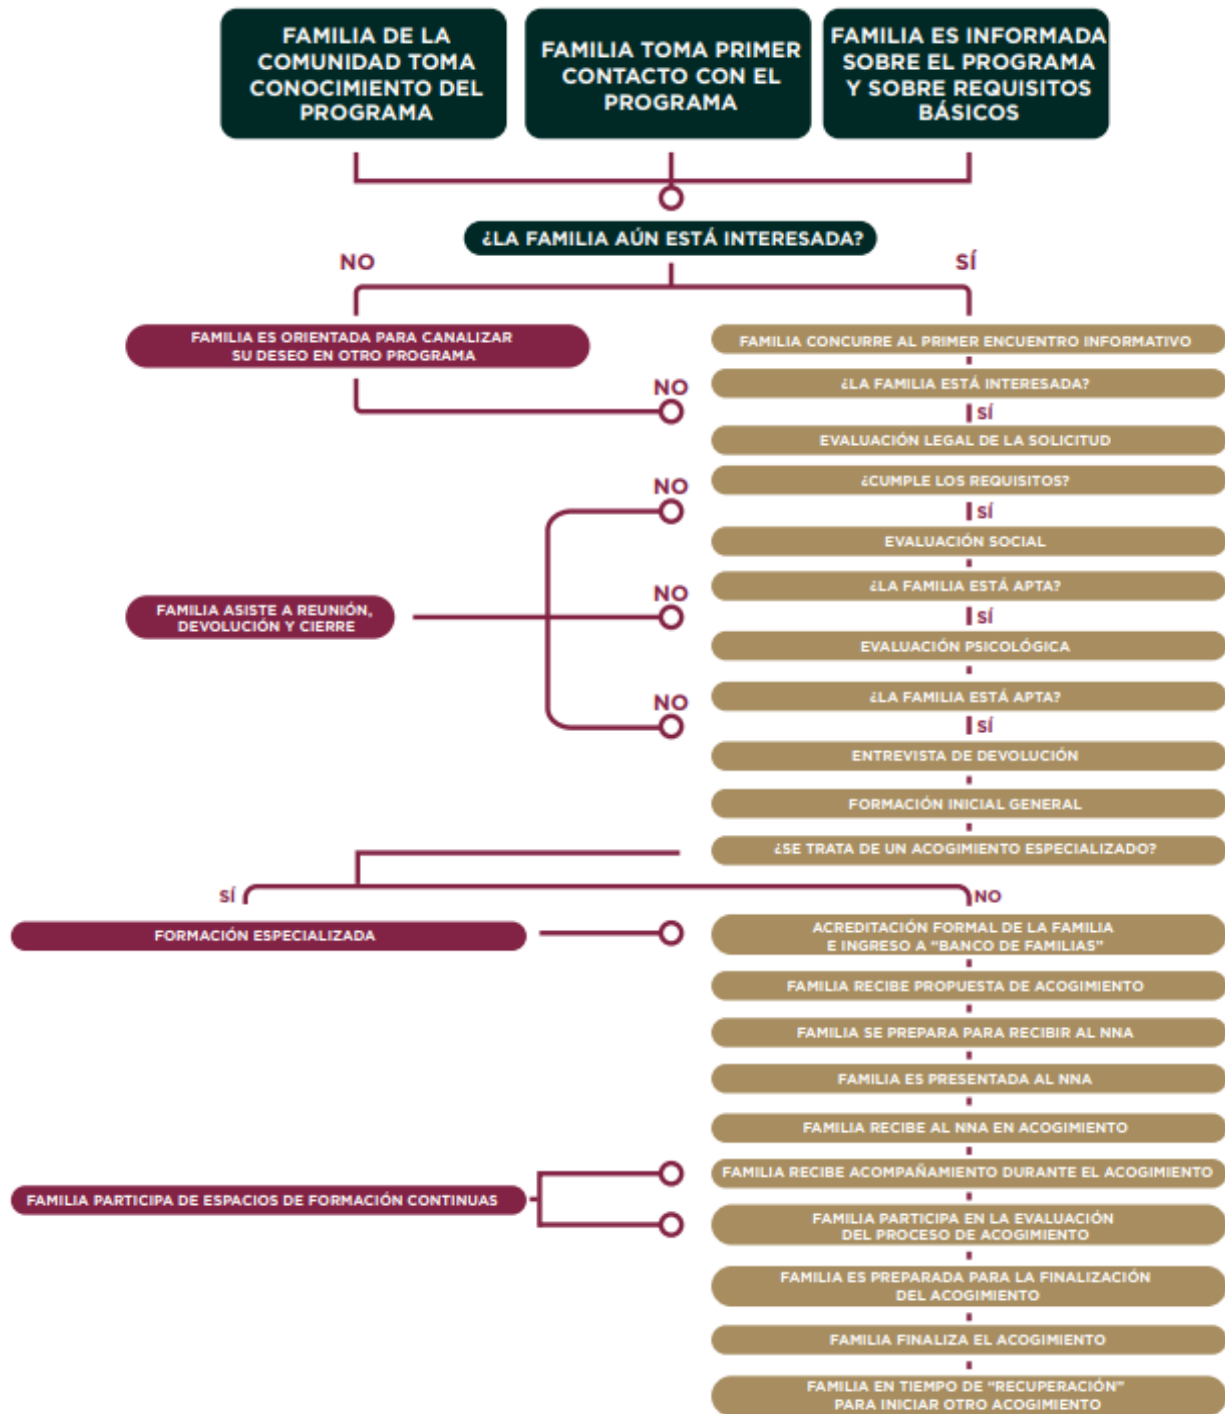 FAMILIA DE LA
COMUNIDAD TOMA
CONOCIMIENTO DEL
PROGRAMA
FAMILIA TOMA PRIMER
CONTACTO CON EL
PROGRAMA
FAMILIA ES INFORMADA
SOBRE EL PROGRAMA
Y SOBRE REQUISITOS
BÁSICOS
¿LA FAMILIA AÚN ESTÁ INTERESADA?
NO
SÍ
FAMILIA ES ORIENTADA PARA CANALIZAR
SU DESEO EN OTRO PROGRAMA
FAMILIA CONCURRE AL PRIMER ENCUENTRO INFORMATIVO
¿LA FAMILIA ESTÁ INTERESADA?
NO
SÍ
EVALUACIÓN LEGAL DE LA SOLICITUD
¿CUMPLE LOS REQUISITOS?
NO
SÍ
EVALUACIÓN SOCIAL
¿LA FAMILIA ESTÁ APTA?
NO
SÍ
FAMILIA ASISTE A REUNIÓN,
DEVOLUCIÓN Y CIERRE
EVALUACIÓN PSICOLÓGICA
¿LA FAMILIA ESTÁ APTA?
NO
SÍ
ENTREVISTA DE DEVOLUCIÓN
FORMACIÓN INICIAL GENERAL
¿SE TRATA DE UN ACOGIMIENTO ESPECIALIZADO?
SÍ
NO
FORMACIÓN ESPECIALIZADA
ACREDITACIÓN FORMAL DE LA FAMILIA
E INGRESO A “BANCO DE FAMILIAS”
FAMILIA RECIBE PROPUESTA DE ACOGIMIENTO
FAMILIA SE PREPARA PARA RECIBIR AL NNA
FAMILIA ES PRESENTADA AL NNA
FAMILIA RECIBE AL NNA EN ACOGIMIENTO
FAMILIA RECIBE ACOMPAÑAMIENTO DURANTE EL ACOGIMIENTO
FAMILIA PARTICIPA DE ESPACIOS DE FORMACIÓN CONTINUAS
FAMILIA PARTICIPA EN LA EVALUACIÓN
DEL PROCESO DE ACOGIMIENTO
FAMILIA ES PREPARADA PARA LA FINALIZACIÓN
DEL ACOGIMIENTO
FAMILIA FINALIZA EL ACOGIMIENTO
FAMILIA EN TIEMPO DE “RECUPERACIÓN”
PARA INICIAR OTRO ACOGIMIENTO